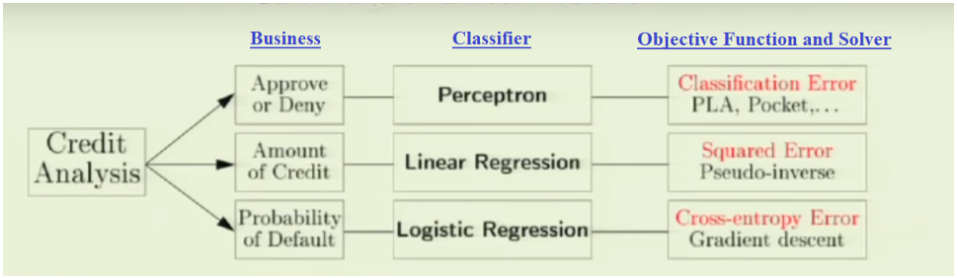 Business Classifier Objective Function and Solver
Credit
Analysis
Approve
or Deny
Perceptron
Classification Error
PLA, Pocket,...
Amount
of Credit
Linear Regression
Squared Error
Pseudo-inverse
Probability
of Default
Logistic Regression
Cross-entropy Error
Gradient descent